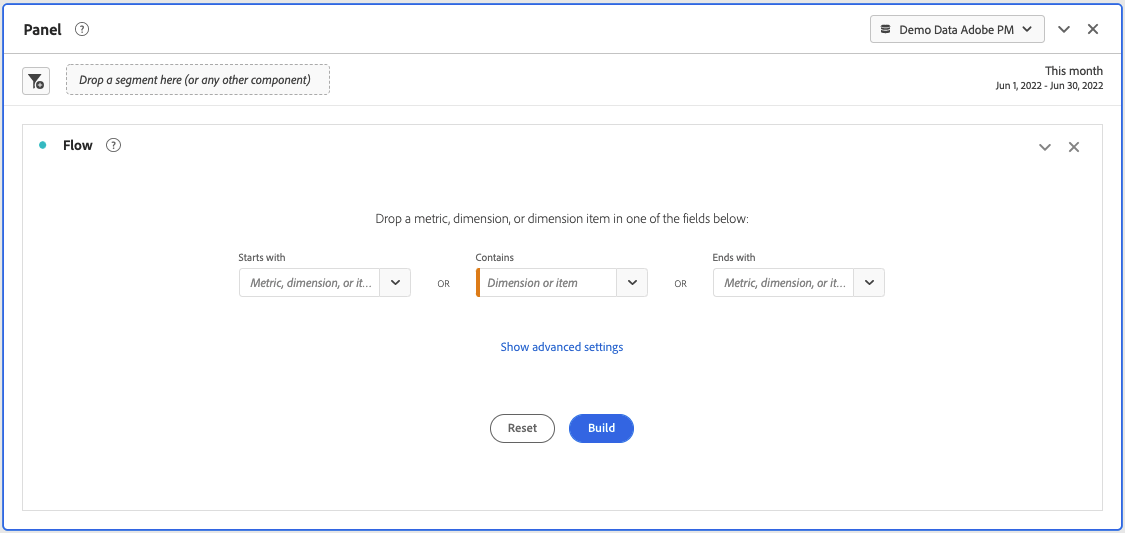 Panel ?
Demo Data Adobe PM
Drop a segment here (or any other component)
This month
Jun 1, 2022 - Jun 30, 2022
Flow ?
Drop a metric, dimension, or dimension item in one of the fields below:
Starts with
Contains
Ends with
Metric, dimension, or it...
OR
Dimension or item
OR
Metric, dimension, or it...
Show advanced settings
Reset
Build